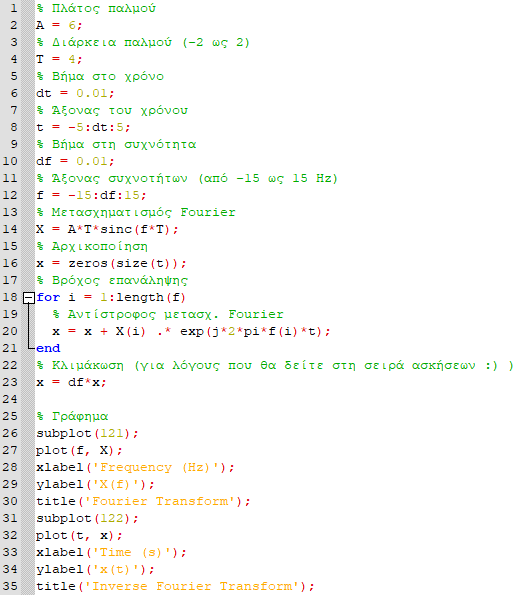 1 % Πλάτος παλμού
2 A = 6;
3 % Διάρκεια παλμού (-2 ως 2)
4 T = 4;
5 % Βήμα στο χρόνο
6 dt = 0.01;
7 % Άξονας του χρόνου
8 t = -5:dt:5;
9 % Βήμα στη συχνότητα
10 df = 0.01;
11 % Άξονας συχνοτήτων (από -15 ως 15 Hz)
12 f = -15:df:15;
13 % Μετασχηματισμός Fourier
14 X = A*T*sinc(f*T);
15 % Αρχικοποίηση
16 x = zeros(size(t));
17 % Βρόχος επανάληψης
18 for i = 1:length(f)
19 % Αντίστροφος μετασχ. Fourier
20 x = x + X(i) .* exp(j*2*pi*f(i)*t);
21 end
22 % Κλιμάκωση (για λόγους που θα δείτε στη σειρά ασκήσεων :) )
23 x = df*x;
24
25 % Γράφημα
26 subplot(121);
27 plot(f, X);
28 xlabel('Frequency (Hz)');
29 ylabel('X(f)');
30 title('Fourier Transform');
31 subplot(122);
32 plot(t, x);
33 xlabel('Time (s)');
34 ylabel('x(t)');
35 title('Inverse Fourier Transform');